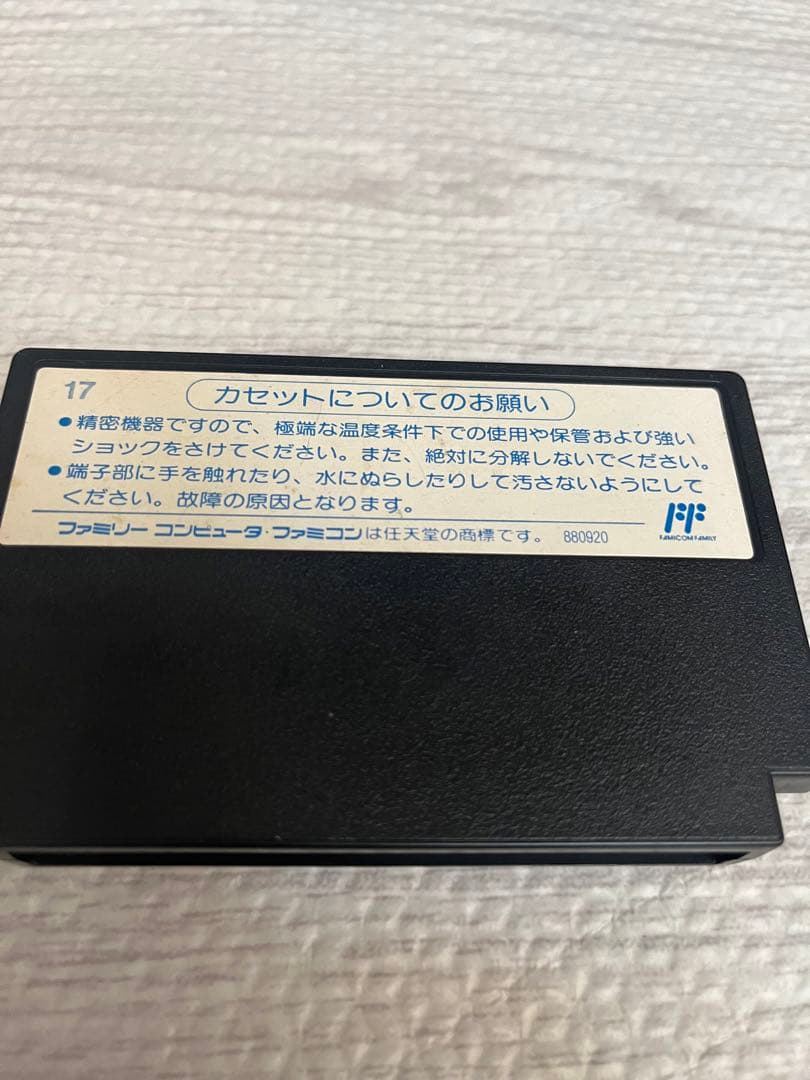 17
カセットについてのお願い
●精密機器ですので、極端な温度条件下での使用や保管および強い
ショックをさけてください。また、絶対に分解しないでください。
●端子部に手を触れたり、水にぬらしたりして汚さないようにして
ください。故障の原因となります。
ファミリーコンピュータ・ファミコンは任天堂の商標です。 880920
FF
FAMICOM FAMILY